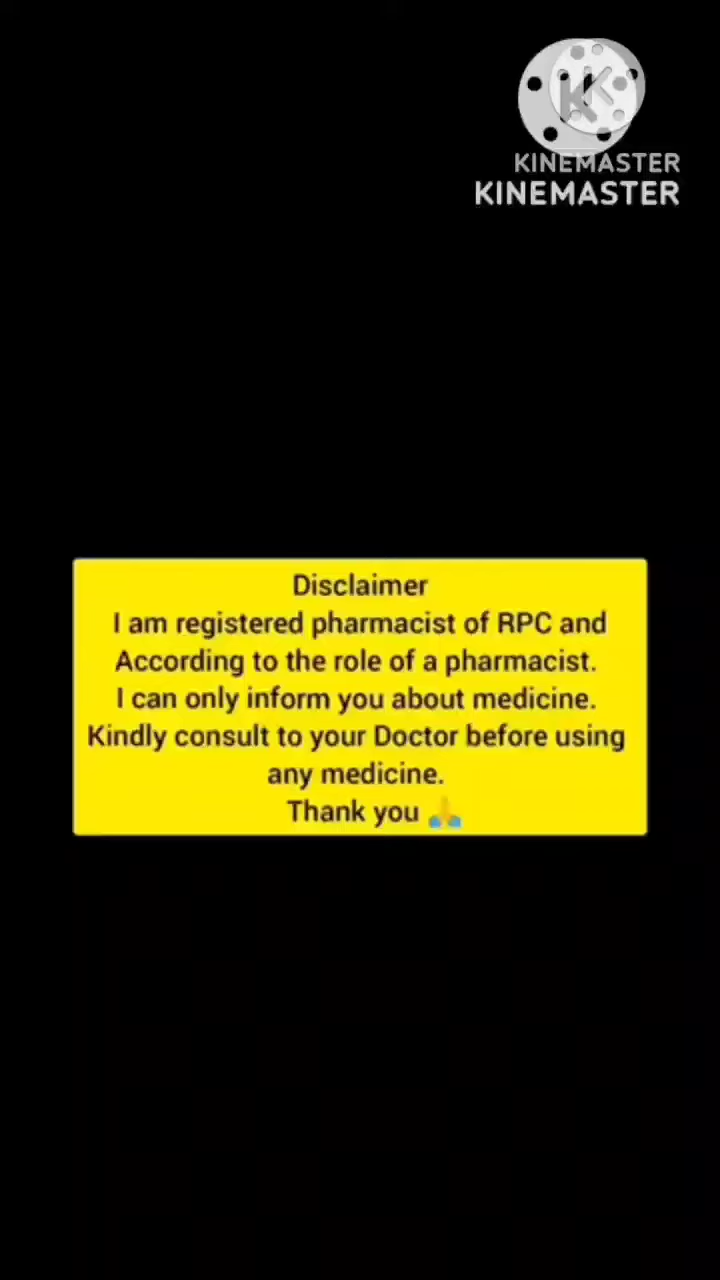 KINEMASTER
KINEMASTER
Disclaimer
I am registered pharmacist of RPC and
According to the role of a pharmacist.
I can only inform you about medicine.
Kindly consult to your Doctor before using
any medicine.
Thank you 🙏